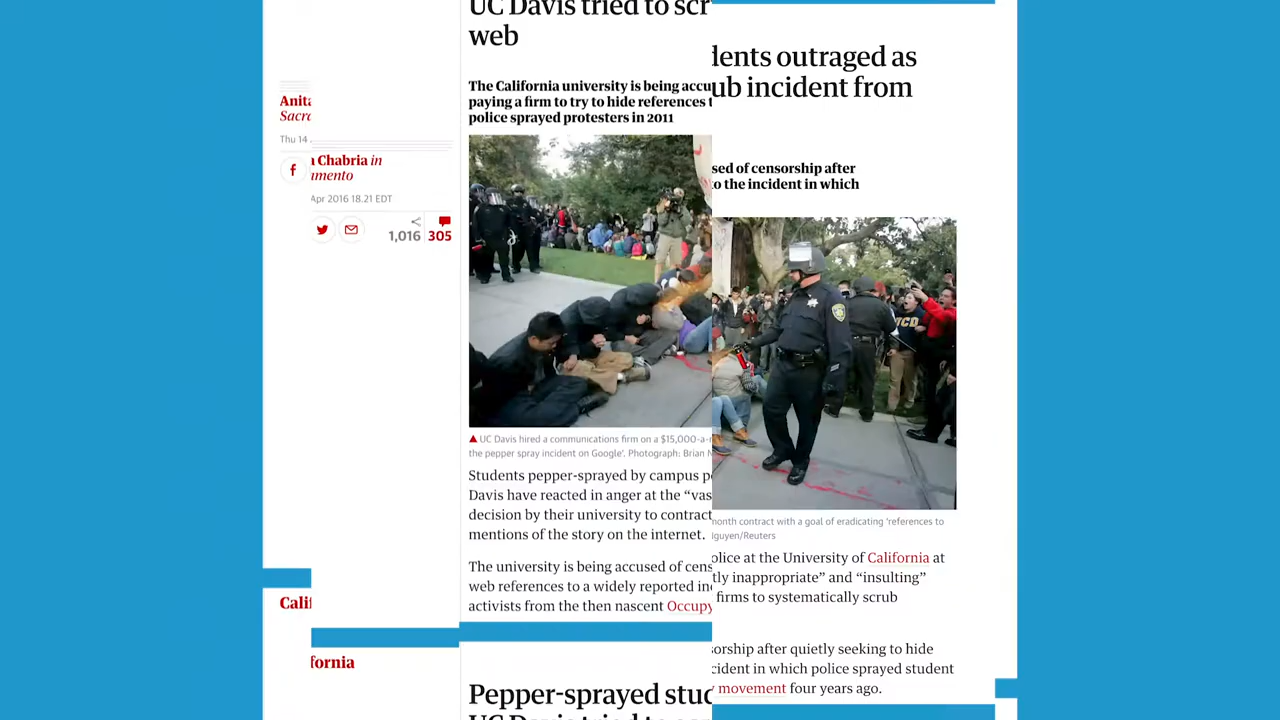 Anita
Sacra
Thu 14
Calif
a Chabria in
amento
Apr 2016 18.21 EDT
1,016 305
fornia
UC Davis tried to scr
web
The California university is being accu
paying a firm to try to hide references t
police sprayed protesters in 2011
UC Davis hired a communications firm on a $15,000-a-
the pepper spray incident on Google'. Photograph: Brian N
Students pepper-sprayed by campus p
Davis have reacted in anger at the “vas
decision by their university to contract
mentions of the story on the internet.
The university is being accused of cens
web references to a widely reported in
activists from the then nascent Occupy
Pepper-sprayed stud
dents outraged as
ub incident from
sed of censorship after
o the incident in which
UCD
month contract with a goal of eradicating 'references to
Nguyen/Reuters
olice at the University of California at
tly inappropriate” and “insulting”
firms to systematically scrub
sorship after quietly seeking to hide
cident in which police sprayed student
movement four years ago.